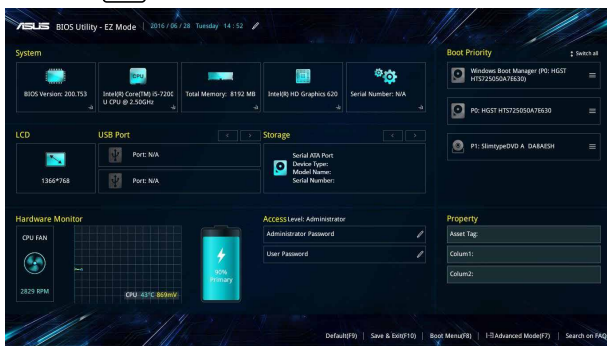 ASUS BIOS Utility - EZ Mode 2016 / 06 / 28 Tuesday 14 : 52
System
BIOS Version: 200.T53
Intel(R) Core(TM) i5-7200
U CPU @ 2.50GHz
Total Memory: 8192 MB
Intel(R) HD Graphics 620
Serial Number: N/A
Boot Priority
Switch all
Windows Boot Manager (P0: HGST
HTS725050A7E630)
P0: HGST HTS725050A7E630
P1: SlimtypeDVD A DA8AESH
LCD
1366*768
USB Port
< >
Port: N/A
Port: N/A
Storage
< >
Serial ATA Port
Device Type:
Model Name:
Serial Number:
Hardware Monitor
CPU FAN
2829 RPM
CPU 43°C 869mV
90%
Primary
Access Level: Administrator
Administrator Password
User Password
Property
Asset Tag:
Colum1:
Colum2:
Default(F9) | Save & Exit(F10) | Boot Menu(F8) | Advanced Mode(F7) | Search on FAQ